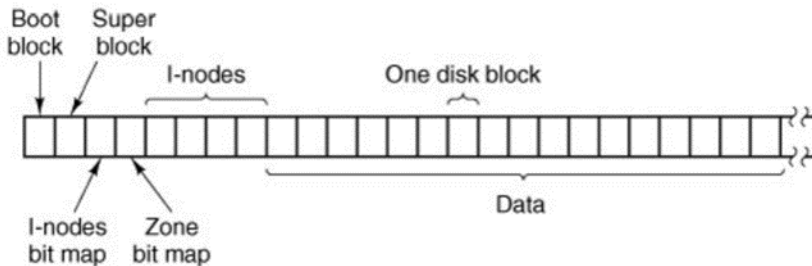 Boot
block
Super
block
I-nodes
One disk block
I-nodes
bit map
Zone
bit map
Data